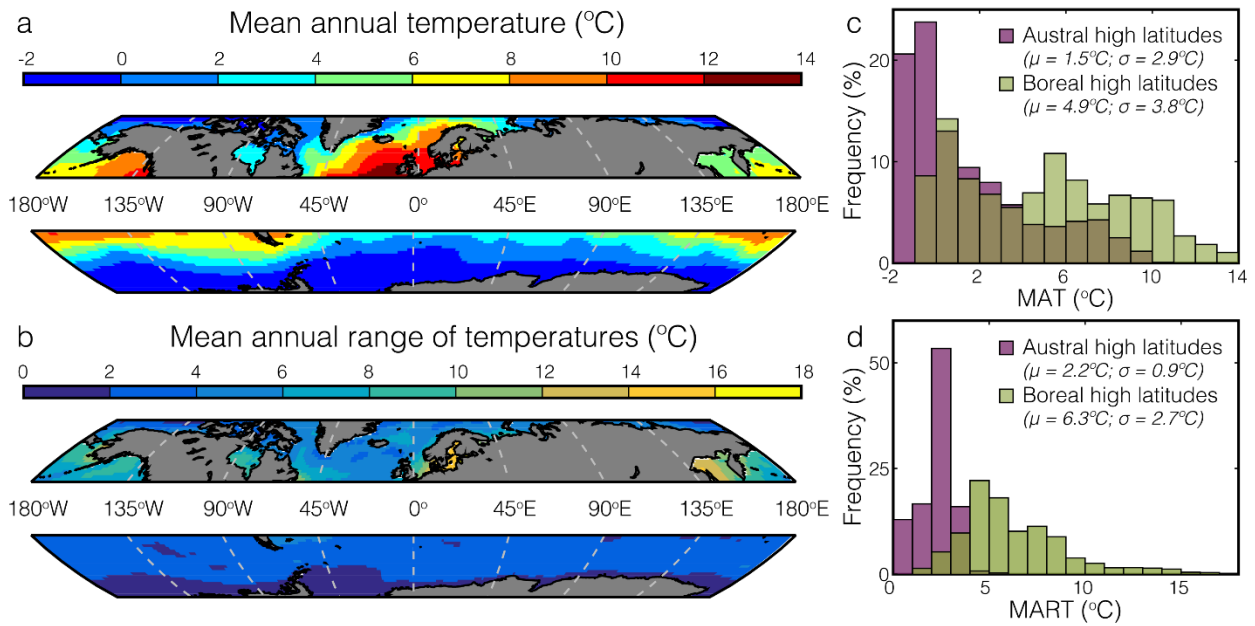 a Mean annual temperature (°C)
-2 0 2 4 6 8 10 12 14
180°W 135°W 90°W 45°W 0° 45°E 90°E 135°E 180°E
b Mean annual range of temperatures (°C)
0 2 4 6 8 10 12 14 16 18
180°W 135°W 90°W 45°W 0° 45°E 90°E 135°E 180°E
c
Frequency (%)
20
10
0
Austral high latitudes
(μ = 1.5°C; σ = 2.9°C)
Boreal high latitudes
(μ = 4.9°C; σ = 3.8°C)
-2 2 6 10 14
MAT (°C)
d
Frequency (%)
50
25
0
Austral high latitudes
(μ = 2.2°C; σ = 0.9°C)
Boreal high latitudes
(μ = 6.3°C; σ = 2.7°C)
0 5 10 15
MART (°C)